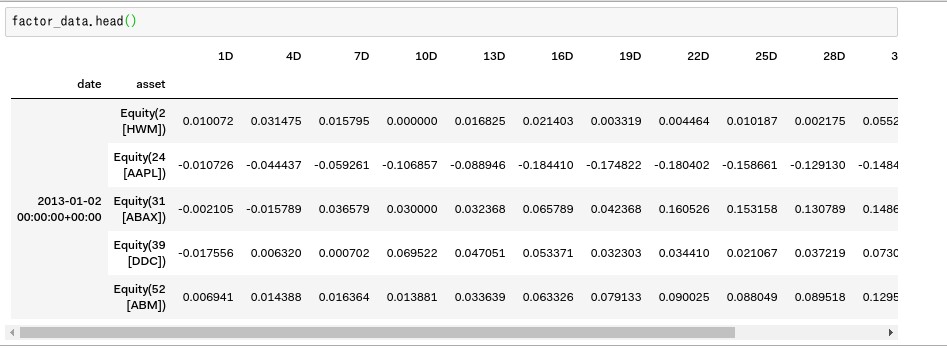 factor_data.head()
1D 4D 7D 10D 13D 16D 19D 22D 25D 28D 3
date asset
Equity(2
[HWM]) 0.010072 0.031475 0.015795 0.000000 0.016825 0.021403 0.003319 0.004464 0.010187 0.002175 0.0552
Equity(24
[AAPL]) -0.010726 -0.044437 -0.059261 -0.106857 -0.088946 -0.184410 -0.174822 -0.180402 -0.158661 -0.129130 -0.1484
2013-01-02
00:00:00+00:00
Equity(31
[ABAX]) -0.002105 -0.015789 0.036579 0.030000 0.032368 0.065789 0.042368 0.160526 0.153158 0.130789 0.1486
Equity(39
[DDC]) -0.017556 0.006320 0.000702 0.069522 0.047051 0.053371 0.032303 0.034410 0.021067 0.037219 0.0730
Equity(52
[ABM]) 0.006941 0.014388 0.016364 0.013881 0.033639 0.063326 0.079133 0.090025 0.088049 0.089518 0.1295